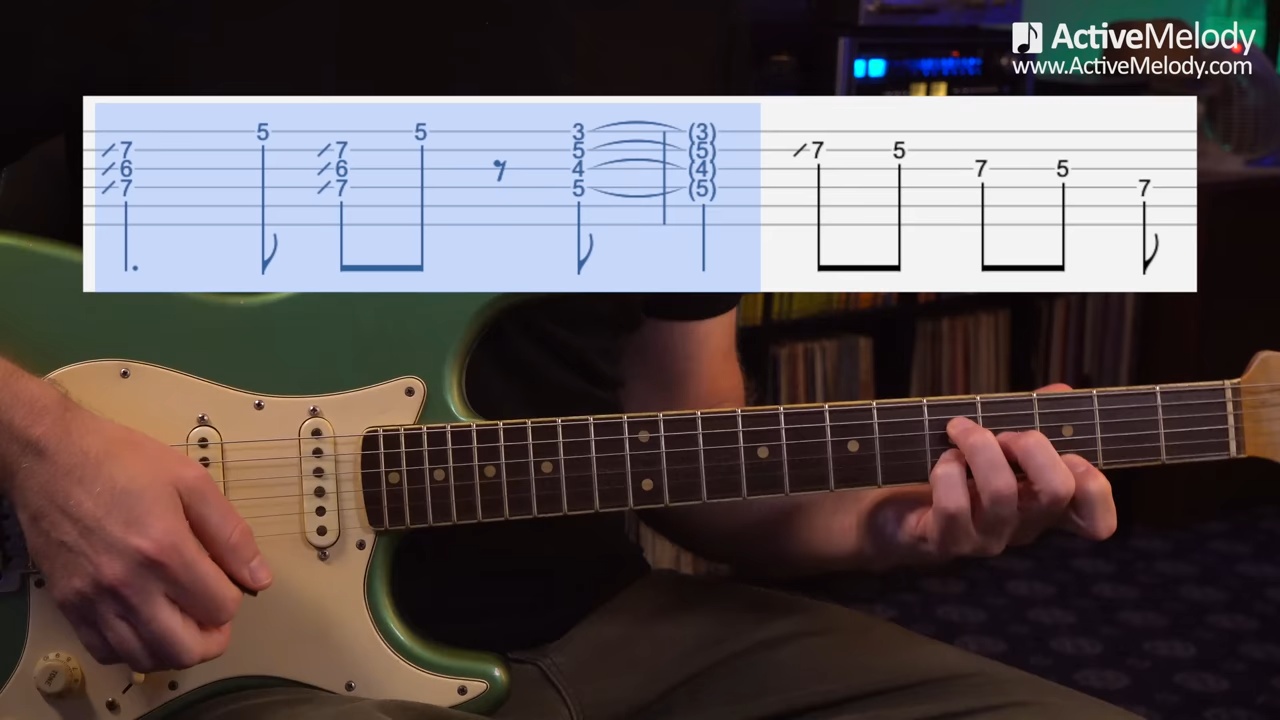 ActiveMelody
www.ActiveMelody.com
5 5 3 (3)
7 7 5 (5) 7 5
6 6 4 (4) 7 5
7 7 5 (5) 7